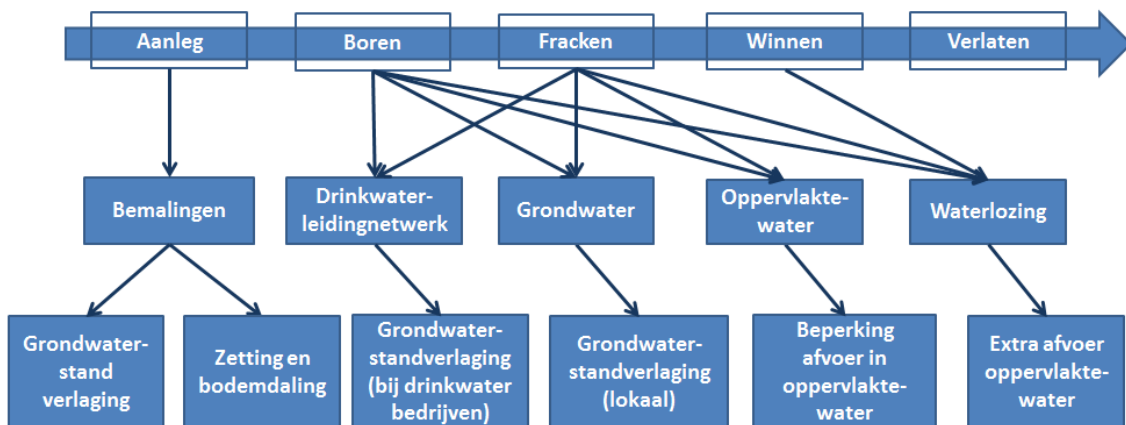 Aanleg
Boren
Fracken
Winnen
Verlaten
Bemalingen
Drinkwater-
leidingnetwerk
Grondwater
Oppervlakte-
water
Waterlozing
Grondwater-
stand
verlaging
Zetting en
bodemdaling
Grondwater-
standverlaging
(bij drinkwater
bedrijven)
Grondwater-
standverlaging
(lokaal)
Beperking
afvoer in
oppervlakte-
water
Extra afvoer
oppervlakte-
water